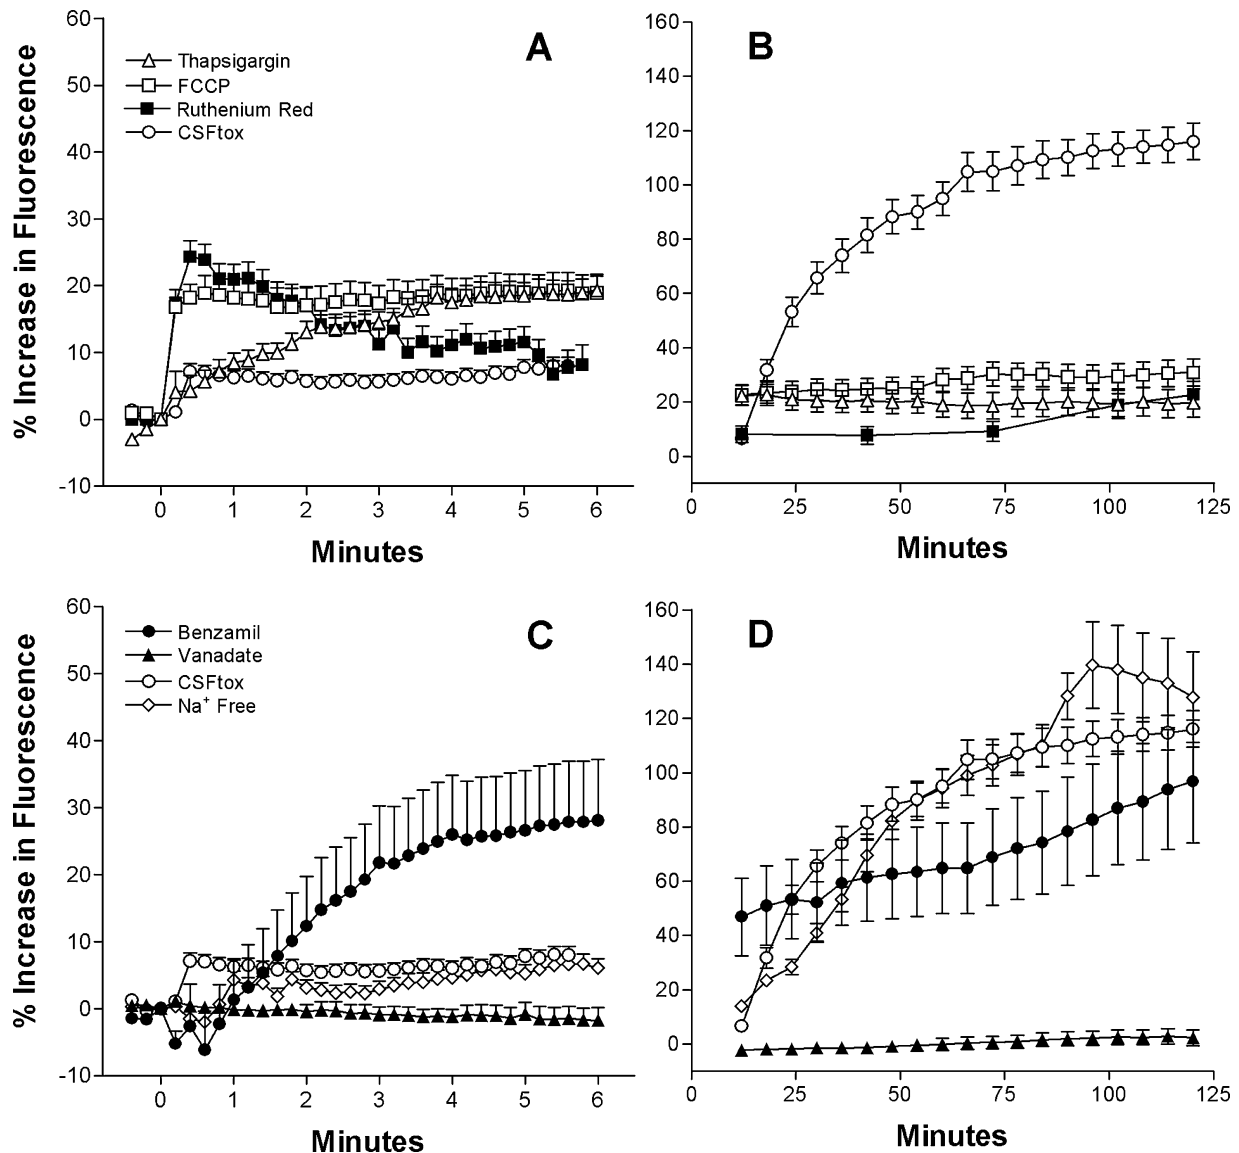 A
B
% Increase in Fluorescence
60
50
40
30
20
10
0
-10
Thapsigargin
FCCP
Ruthenium Red
CSFtox
0 1 2 3 4 5 6
Minutes
160
140
120
100
80
60
40
20
0
0 25 50 75 100 125
Minutes
C
D
% Increase in Fluorescence
60
50
40
30
20
10
0
-10
Benzamil
Vanadate
CSFtox
Na⁺ Free
0 1 2 3 4 5 6
Minutes
160
140
120
100
80
60
40
20
0
0 25 50 75 100 125
Minutes